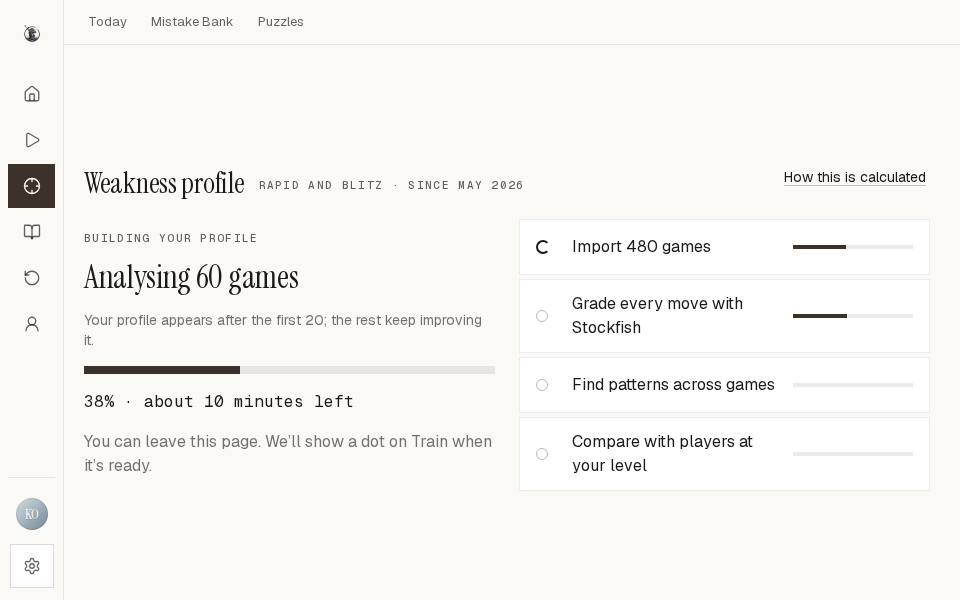 Today
Mistake Bank
Puzzles
Weakness profile
RAPID AND BLITZ · SINCE MAY 2026
How this is calculated
BUILDING YOUR PROFILE
Analysing 60 games
Your profile appears after the first 20; the rest keep improving
it.
38% · about 10 minutes left
You can leave this page. We’ll show a dot on Train when
it’s ready.
Import 480 games
Grade every move with
Stockfish
Find patterns across games
Compare with players at
your level
KO